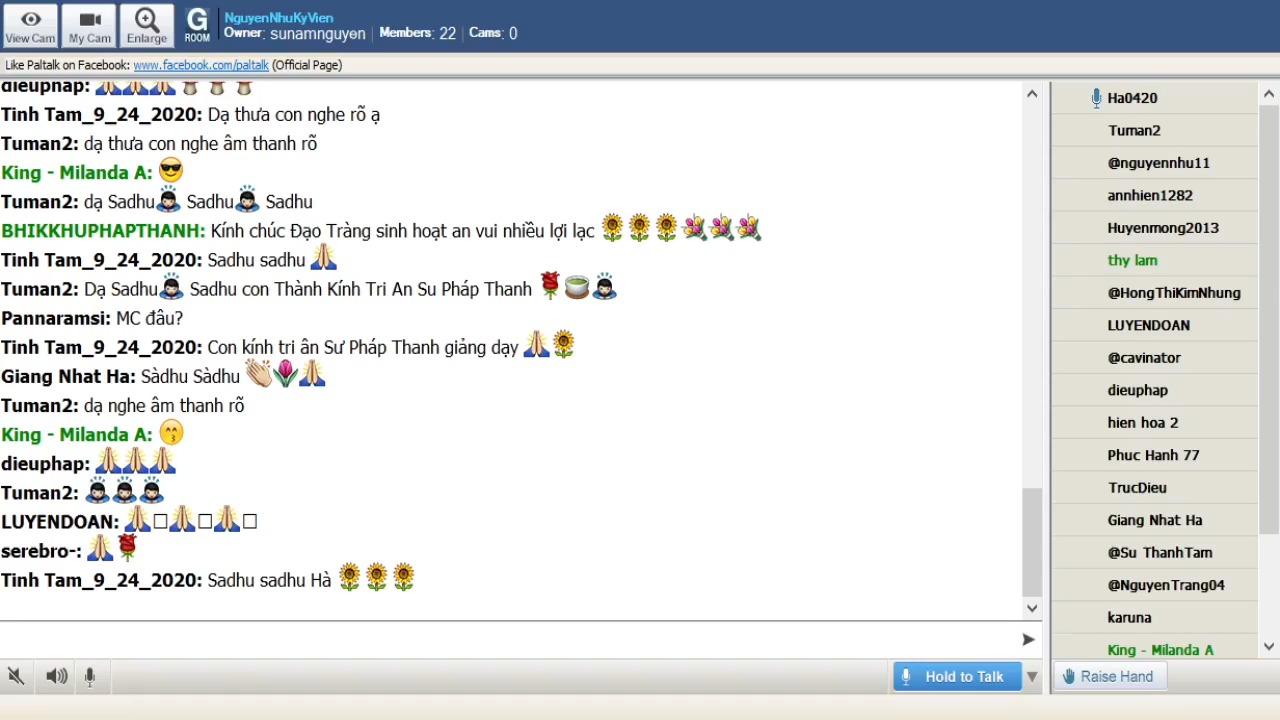 NguyenNhuKyVien
G
ROOM
Owner: sunamnguyen | Members: 22 | Cams: 0
View Cam
My Cam
Enlarge
Like Paltalk on Facebook: www.facebook.com/paltalk (Official Page)
dieuphap:
Tinh Tam_9_24_2020: Dạ thưa con nghe rõ ạ
Tuman2: dạ thưa con nghe âm thanh rõ
King - Milanda A:
Tuman2: dạ Sadhu Sadhu Sadhu
BHIKKHUPHAPTHANH: Kính chúc Đạo Tràng sinh hoạt an vui nhiều lợi lạc
Tinh Tam_9_24_2020: Sadhu sadhu
Tuman2: Dạ Sadhu Sadhu con Thành Kính Tri An Su Pháp Thanh
Pannaramsi: MC đâu?
Tinh Tam_9_24_2020: Con kính tri ân Sư Pháp Thanh giảng dạy
Giang Nhat Ha: Sàdhu Sàdhu
Tuman2: dạ nghe âm thanh rõ
King - Milanda A:
dieuphap:
Tuman2:
LUYENDOAN:
serebro-:
Tinh Tam_9_24_2020: Sadhu sadhu Hà
Hold to Talk
Ha0420
Tuman2
@nguyennhu11
annhien1282
Huyenmong2013
thy lam
@HongThiKimNhung
LUYENDOAN
@cavinator
dieuphap
hien hoa 2
Phuc Hanh 77
TrucDieu
Giang Nhat Ha
@Su ThanhTam
@NguyenTrang04
karuna
King - Milanda A
Raise Hand